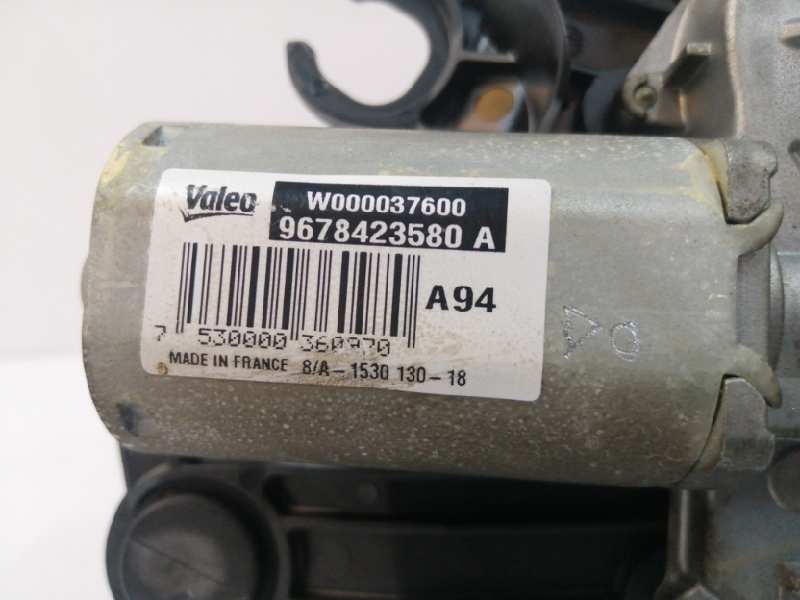 Valeo W000037600
9678423580 A
A94
7 530000 360970
MADE IN FRANCE 8/A-1530 130-18